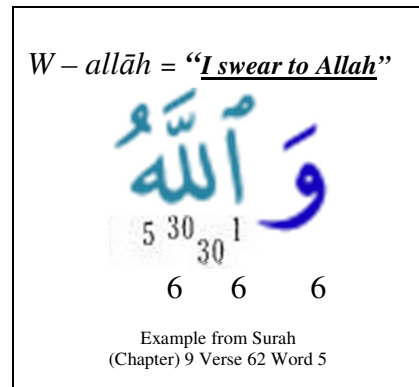 W – allāh = “I swear to Allah”
وَٱللَّهُ
5 30 30 1
6 6 6
Example from Surah
(Chapter) 9 Verse 62 Word 5